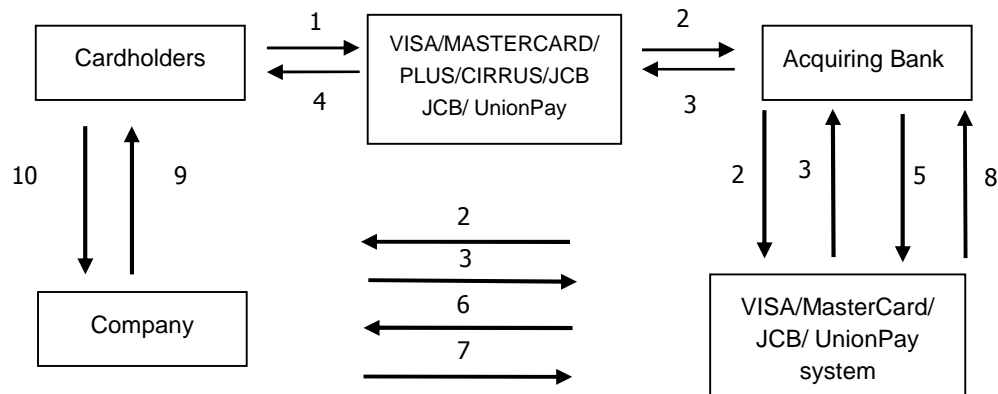 1
2
Cardholders
VISA/MASTERCARD/
PLUS/CIRRUS/JCB
JCB/ UnionPay
Acquiring Bank
4
3
10
9
2
3
5
8
2
3
6
7
Company
VISA/MasterCard/
JCB/ UnionPay
system